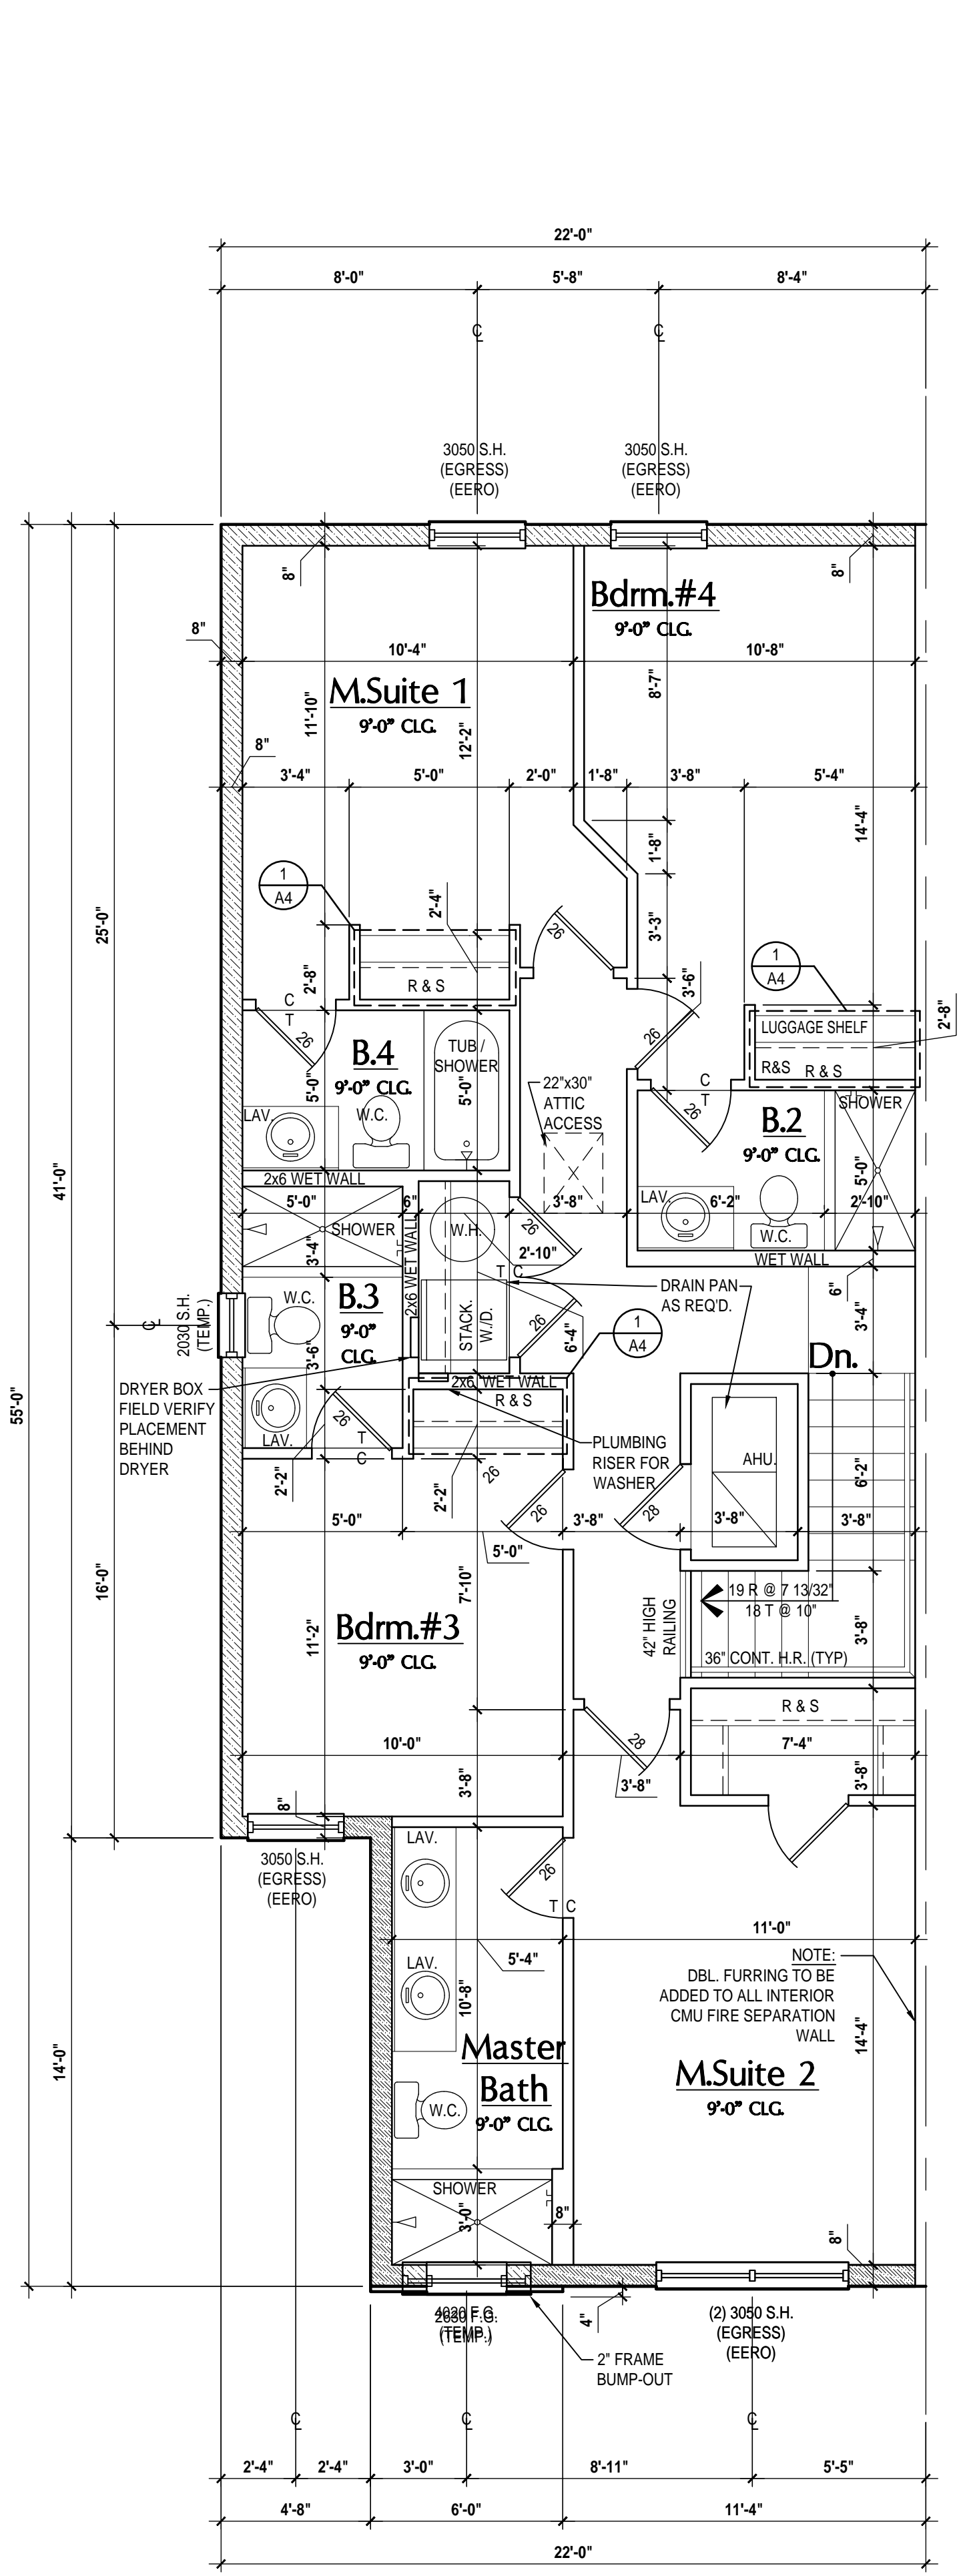 22'-0"
8'-0" 5'-8" 8'-4"
℄ ℄
3050 S.H. 3050 S.H.
(EGRESS) (EGRESS)
(EERO) (EERO)
8" 8"
Bdrm.#4
9'-0" CLG.
8"
10'-4" 10'-8"
8'-7"
M.Suite 1
11'-10"
9'-0" CLG.
12'-2"
8"
3'-4" 5'-0" 2'-0" 1'-8" 3'-8" 5'-4"
14'-4"
1'-8"
1
A4
2'-4"
25'-0"
26
3'-3"
1
A4
2'-8"
R & S
3'-6"
2'-8"
C
T
26
26
LUGGAGE SHELF
R&S R & S
B.4
9'-0" CLG.
5'-0"
TUB /
SHOWER
5'-0"
22"x30"
ATTIC
ACCESS
C
T
26
SHOWER
B.2
9'-0" CLG.
LAV.
W.C.
41'-0"
2x6 WET WALL
5'-0" 6" 3'-8" 6'-2" 2'-10"
5'-0"
LAV.
W.C.
SHOWER
3'-4"
2x6 WET WALL
W.H.
26
2'-10"
T C
WET WALL
6"
3'-4"
DRAIN PAN
AS REQ'D.
℄
2030 S.H.
(TEMP.)
W.C.
B.3
9'-0"
CLG.
3'-6"
STACK.
W./D.
26
6'-4"
1
A4
Dn.
55'-0"
DRYER BOX
FIELD VERIFY
PLACEMENT
BEHIND
DRYER
LAV.
26
T
C
2x6 WET WALL
R & S
PLUMBING
RISER FOR
WASHER
AHU.
6'-2"
2'-2"
2'-2"
26
26
28
5'-0" 3'-8" 3'-8" 3'-8"
5'-0"
16'-0"
7'-10"
19 R @ 7 13/32"
18 T @ 10"
Bdrm.#3
9'-0" CLG.
11'-2"
42" HIGH
RAILING
3'-8"
36" CONT. H.R. (TYP)
R & S
10'-0"
28
3'-8"
7'-4"
3'-8"
3'-8"
8"
3050 S.H.
(EGRESS)
(EERO)
LAV.
26
T C
11'-0"
5'-4"
LAV.
10'-8"
NOTE:
DBL. FURRING TO BE
ADDED TO ALL INTERIOR
CMU FIRE SEPARATION
WALL
14'-4"
14'-0"
Master
Bath
9'-0" CLG.
M.Suite 2
9'-0" CLG.
W.C.
SHOWER
3'-0"
8"
8"
(TEMP.)
4"
(2) 3050 S.H.
(EGRESS)
(EERO)
2" FRAME
BUMP-OUT
℄ ℄ ℄
2'-4" 2'-4" 3'-0" 8'-11" 5'-5"
4'-8" 6'-0" 11'-4"
22'-0"